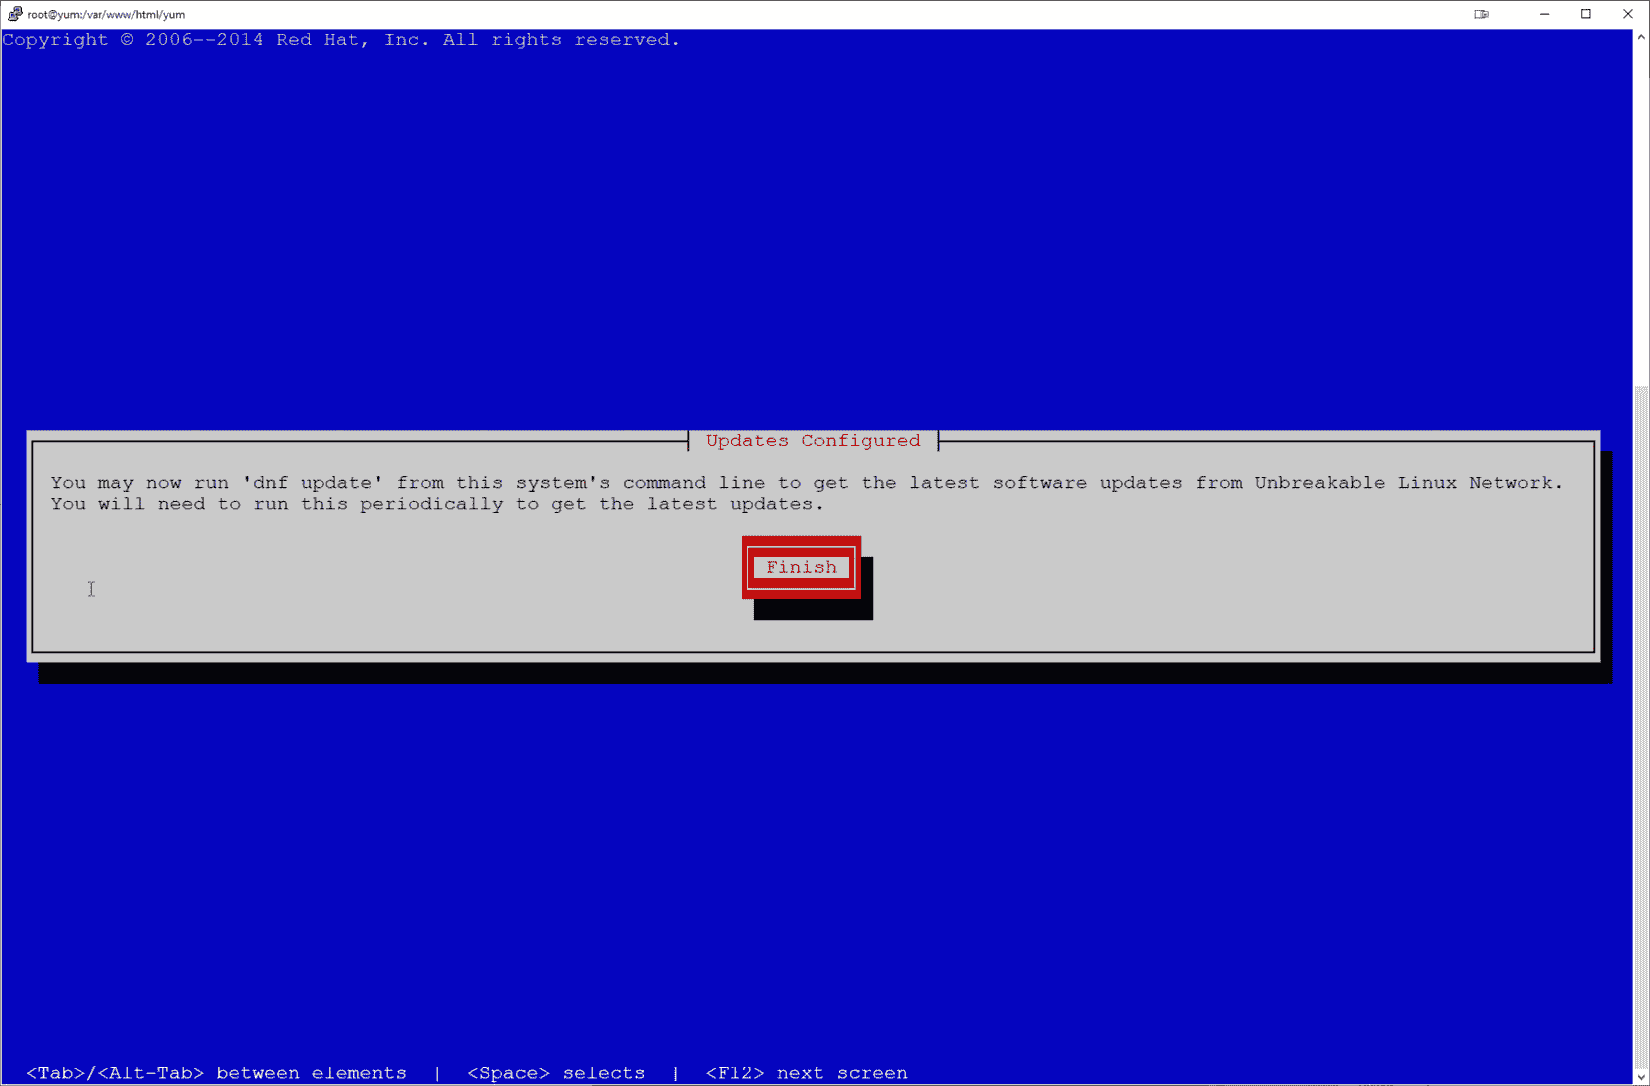 root@yum:/var/www/html/yum
Copyright © 2006--2014 Red Hat, Inc. All rights reserved.
Updates Configured
You may now run 'dnf update' from this system's command line to get the latest software updates from Unbreakable Linux Network.
You will need to run this periodically to get the latest updates.
Finish
<Tab>/<Alt-Tab> between elements | <Space> selects | <F12> next screen